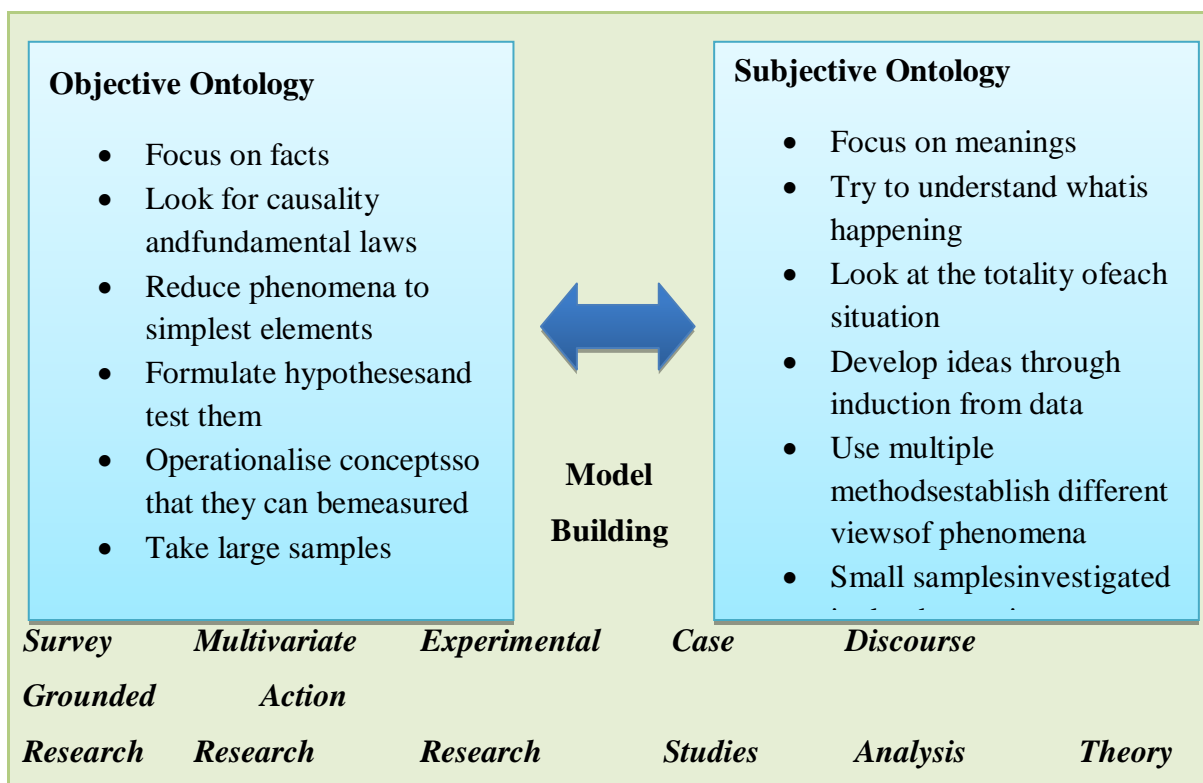 Objective Ontology
• Focus on facts
• Look for causality
andfundamental laws
• Reduce phenomena to
simplest elements
• Formulate hypothesesand
test them
• Operationalise conceptsso
that they can bemeasured
• Take large samples
Model
Building
Subjective Ontology
• Focus on meanings
• Try to understand whatis
happening
• Look at the totality ofeach
situation
• Develop ideas through
induction from data
• Use multiple
methodsestablish different
viewsof phenomena
• Small samplesinvestigated
Survey Multivariate Experimental Case Discourse
Grounded Action
Research Research Research Studies Analysis Theory